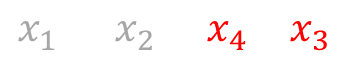 x₁ x₂ x₄ x₃